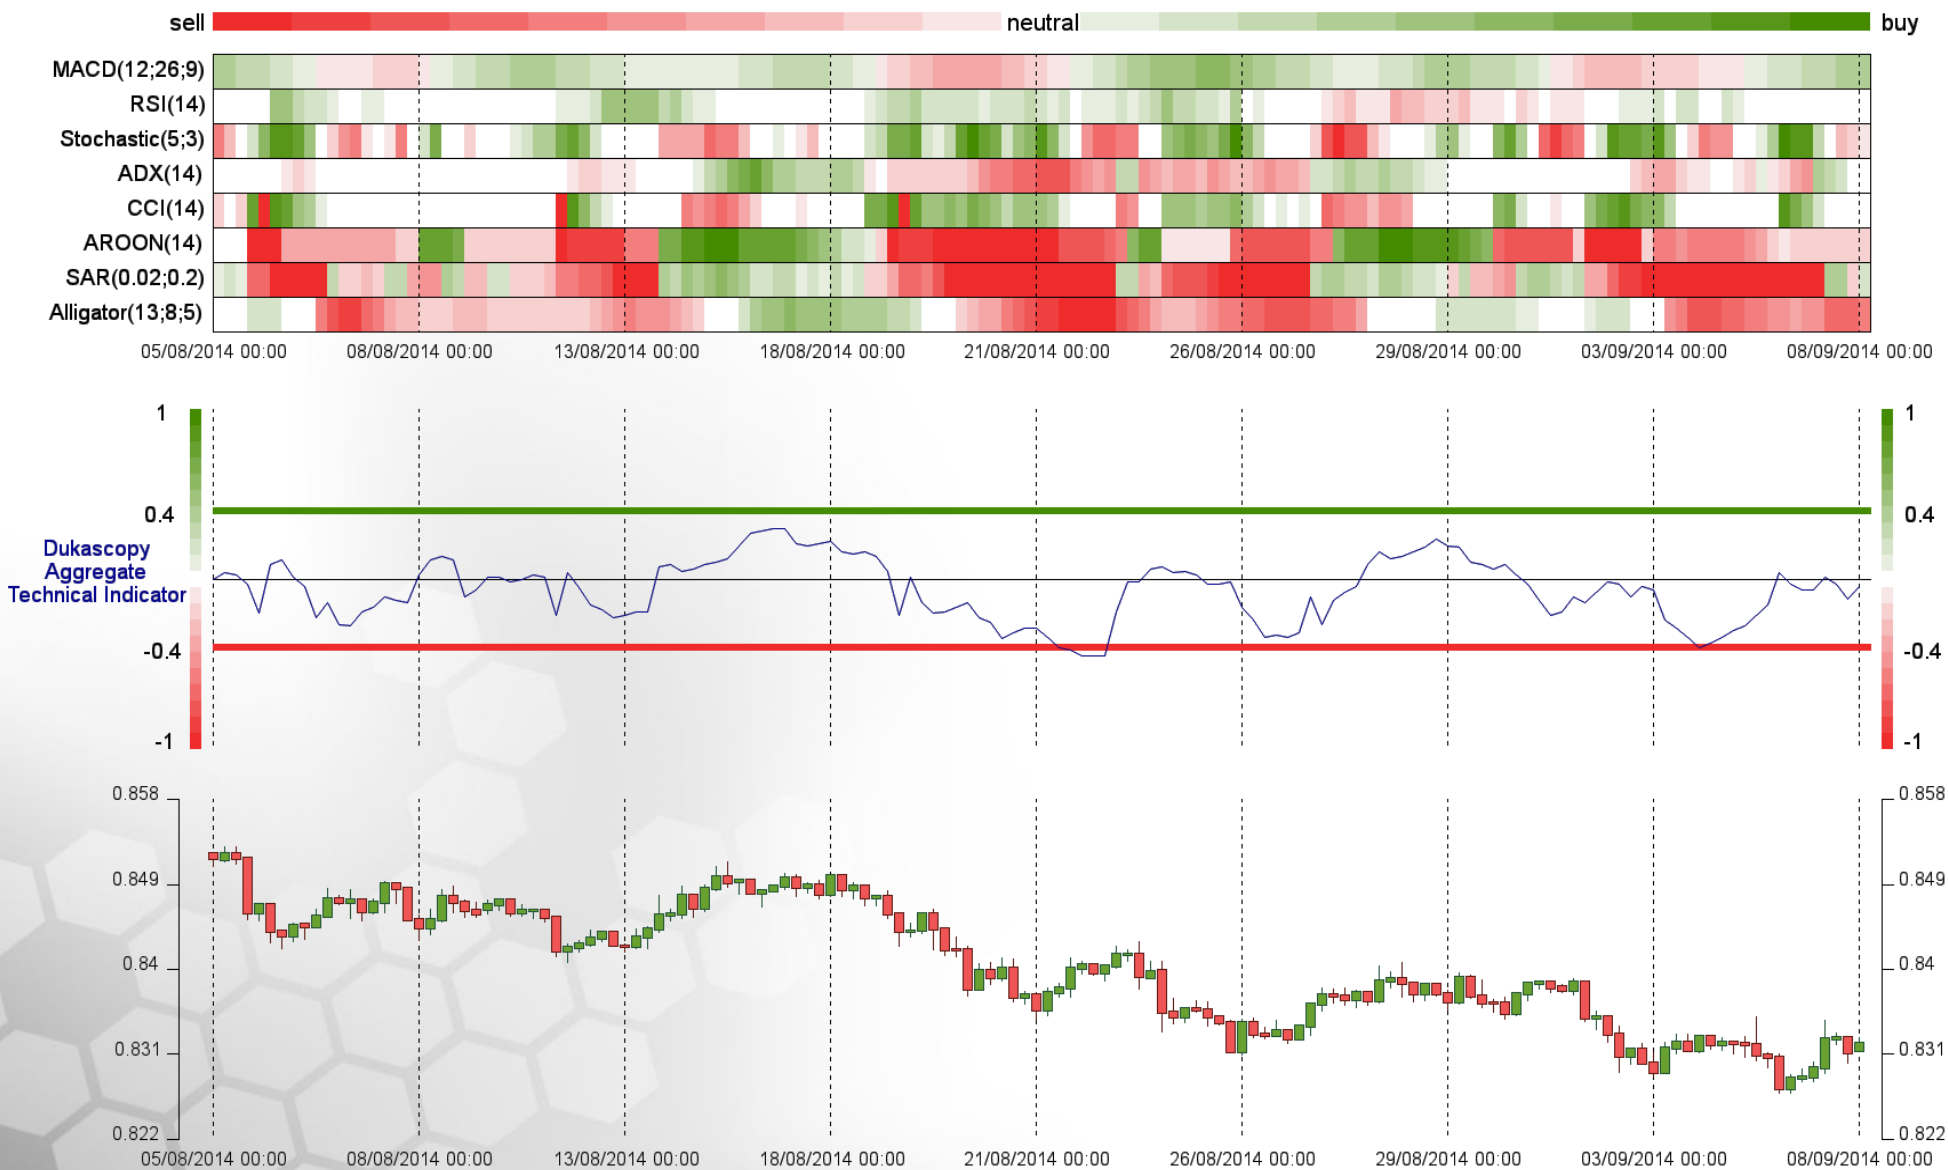 sell neutral buy
MACD(12;26;9)
RSI(14)
Stochastic(5;3)
ADX(14)
CCI(14)
AROON(14)
SAR(0.02;0.2)
Alligator(13;8;5)
05/08/2014 00:00 08/08/2014 00:00 13/08/2014 00:00 18/08/2014 00:00 21/08/2014 00:00 26/08/2014 00:00 29/08/2014 00:00 03/09/2014 00:00 08/09/2014 00:00
1 1
0.4 0.4
Dukascopy
Aggregate
Technical Indicator
-0.4 -0.4
-1 -1
0.858 0.858
0.849 0.849
0.84 0.84
0.831 0.831
0.822 0.822
05/08/2014 00:00 08/08/2014 00:00 13/08/2014 00:00 18/08/2014 00:00 21/08/2014 00:00 26/08/2014 00:00 29/08/2014 00:00 03/09/2014 00:00 08/09/2014 00:00